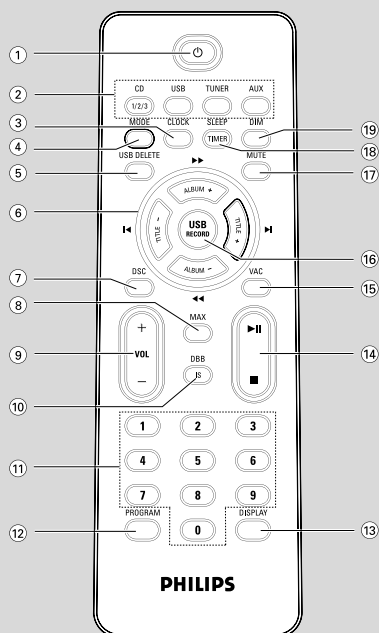 ①
②
CD USB TUNER AUX
1/2/3
③
MODE CLOCK SLEEP DIM
TIMER
⑲
④
⑱
USB DELETE
MUTE
⑤
⑰
⑥
ALBUM +
TITLE -
USB
RECORD
TITLE +
ALBUM -
⑯
⑦
DSC
VAC
⑮
⑧
MAX
⑨
+
VOL
-
⑭
DBB
IS
⑩
⑪
1 2 3
4 5 6
7 8 9
PROGRAM
0
DISPLAY
⑫
⑬
PHILIPS